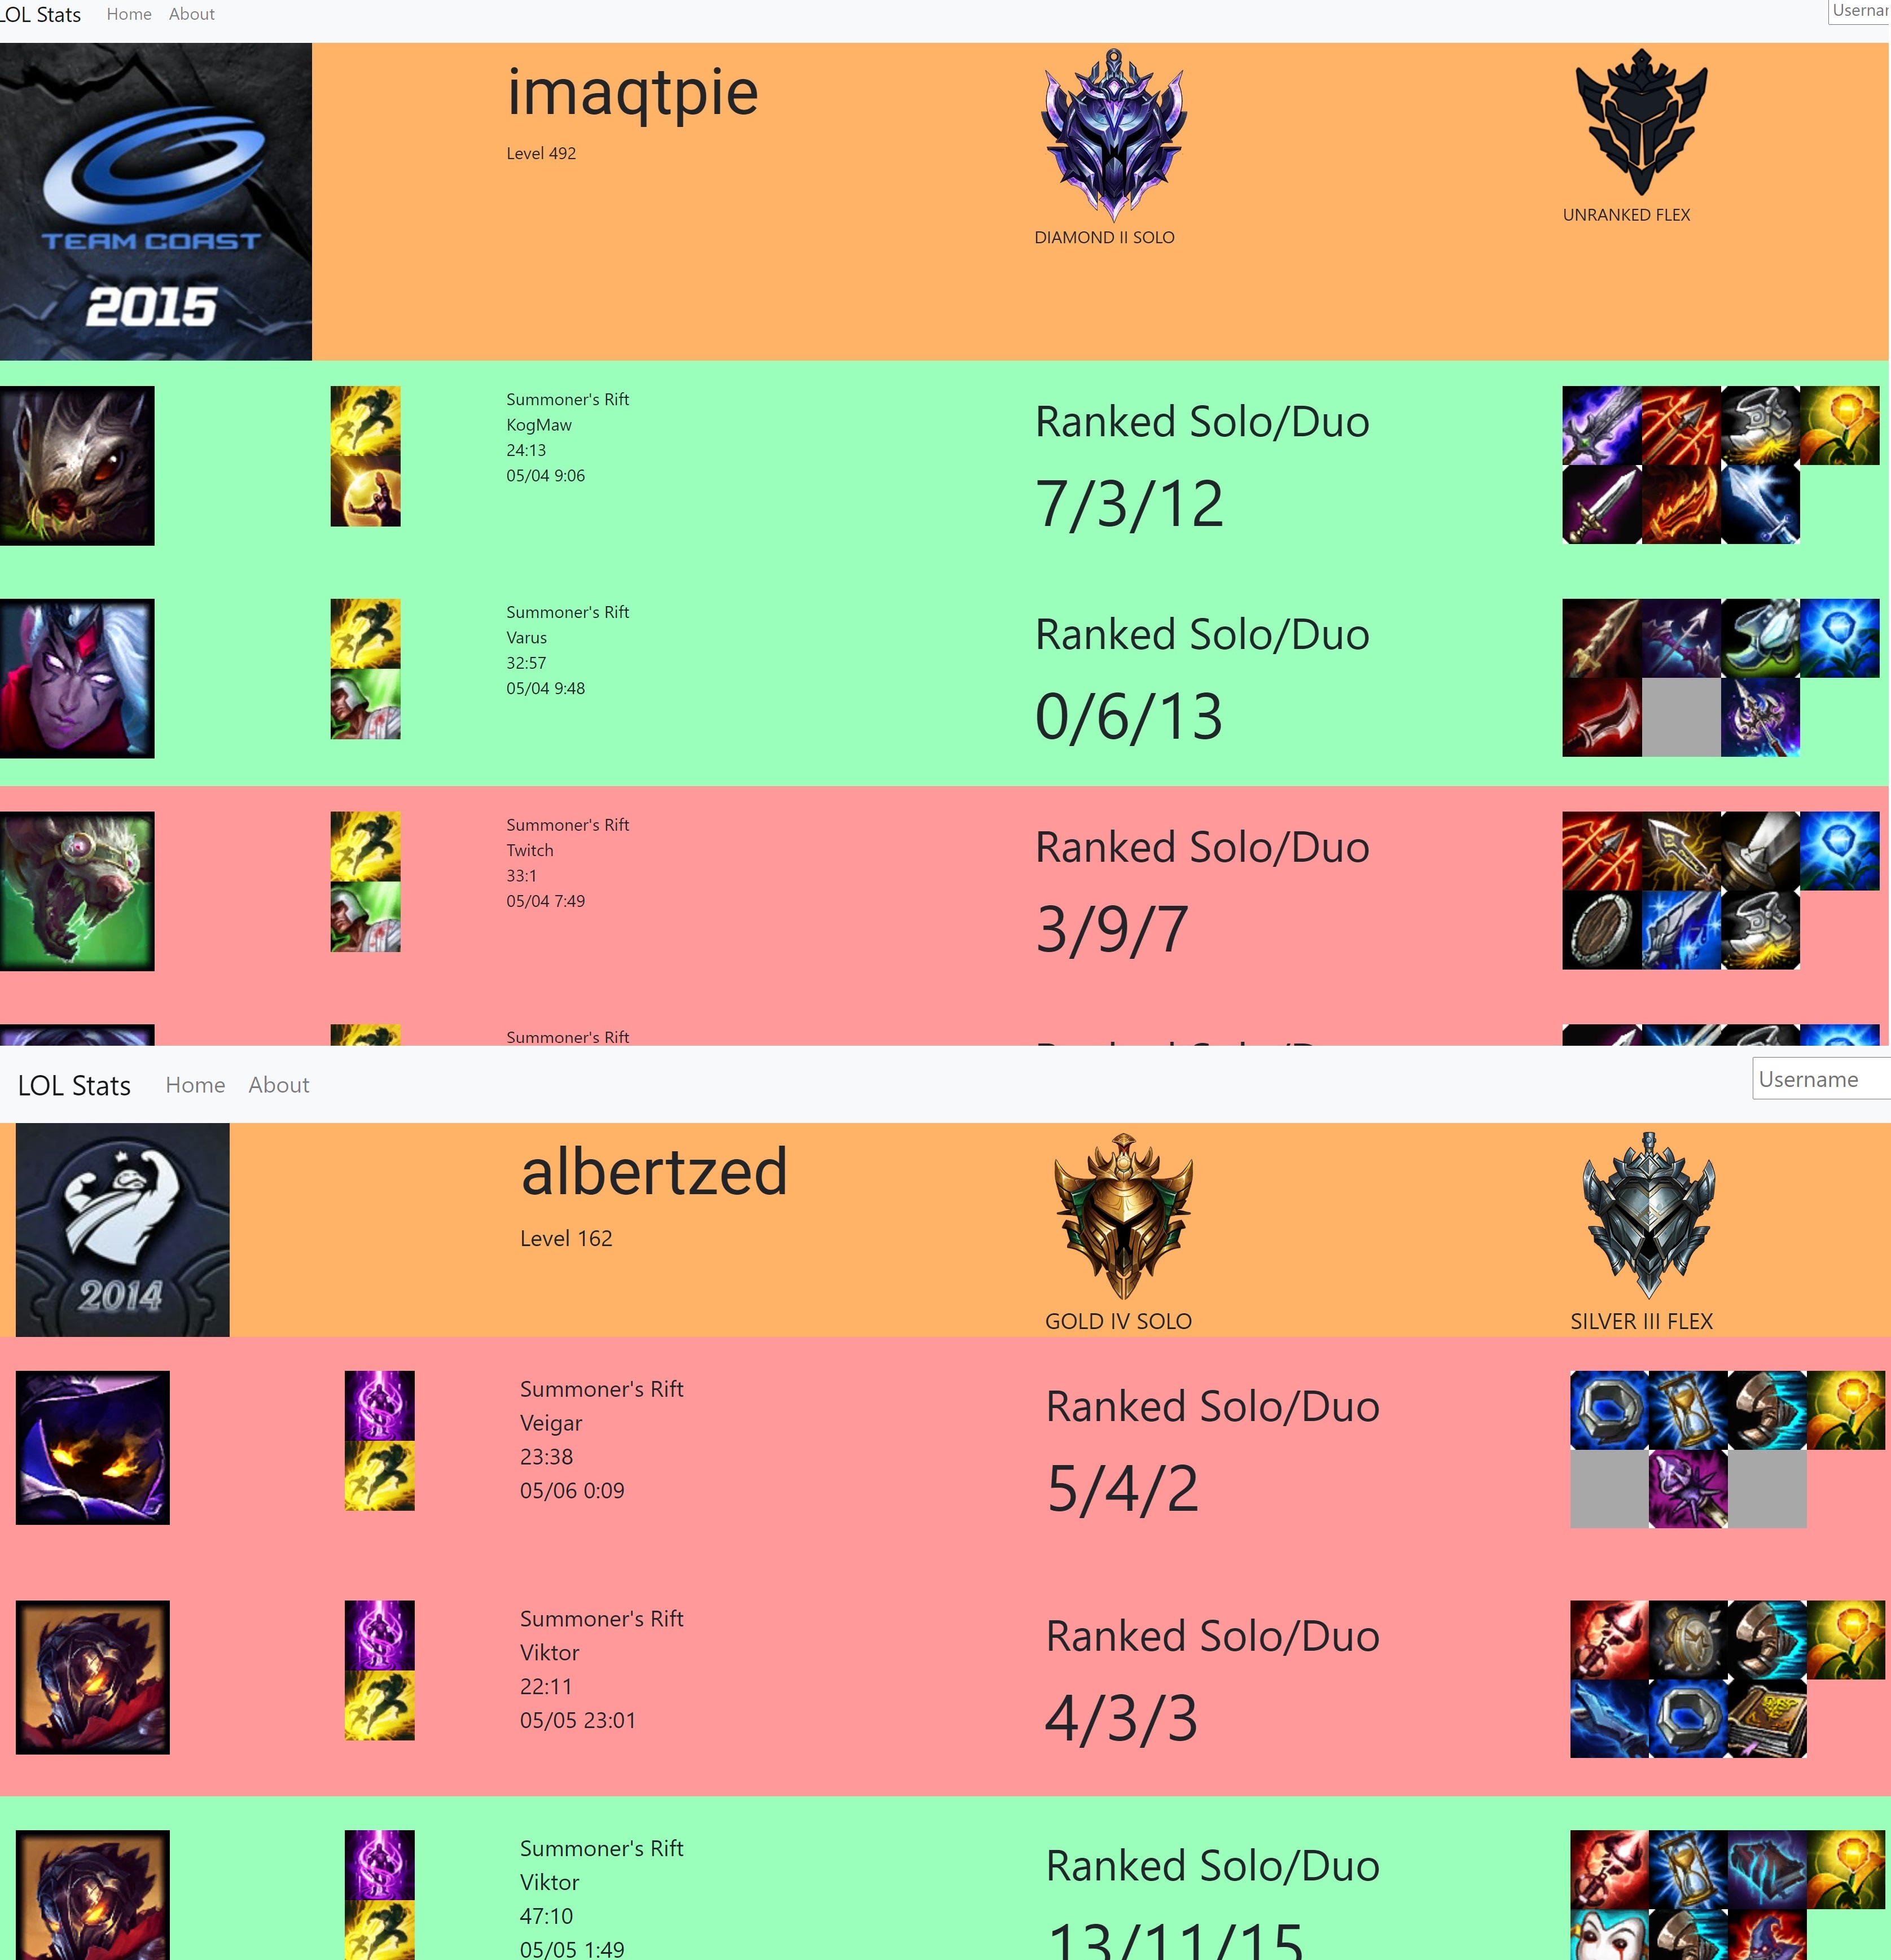 LOL Stats Home About Userna
imaqtpie
Level 492
DIAMOND II SOLO
UNRANKED FLEX
TEAM COAST
2015
Summoner's Rift
KogMaw
24:13
05/04 9:06
Ranked Solo/Duo
7/3/12
Summoner's Rift
Varus
32:57
05/04 9:48
Ranked Solo/Duo
0/6/13
Summoner's Rift
Twitch
33:1
05/04 7:49
Ranked Solo/Duo
3/9/7
Summoner's Rift
LOL Stats Home About Username
albertzed
Level 162
GOLD IV SOLO
SILVER III FLEX
2014
Summoner's Rift
Veigar
23:38
05/06 0:09
Ranked Solo/Duo
5/4/2
Summoner's Rift
Viktor
22:11
05/05 23:01
Ranked Solo/Duo
4/3/3
Summoner's Rift
Viktor
47:10
05/05 1:49
Ranked Solo/Duo
13/11/15